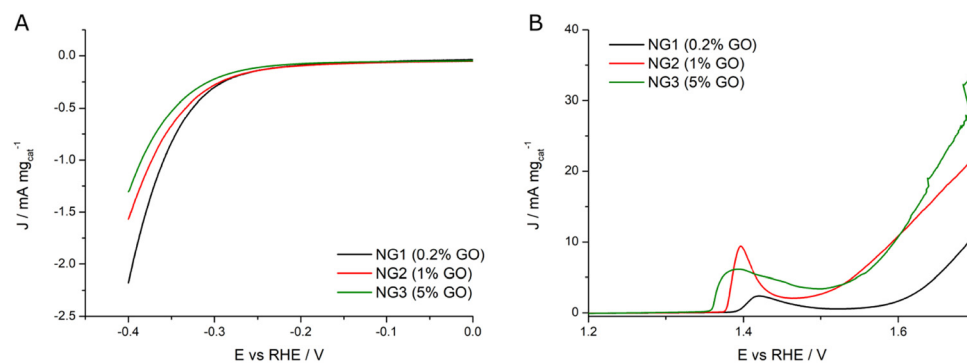 A
0.0
-0.5
-1.0
-1.5
-2.0
-2.5
J / mA mg_cat^-1
NG1 (0.2% GO)
NG2 (1% GO)
NG3 (5% GO)
-0.4 -0.3 -0.2 -0.1 0.0
E vs RHE / V
B
40
30
20
10
0
J / mA mg_cat^-1
NG1 (0.2% GO)
NG2 (1% GO)
NG3 (5% GO)
1.2 1.4 1.6
E vs RHE / V